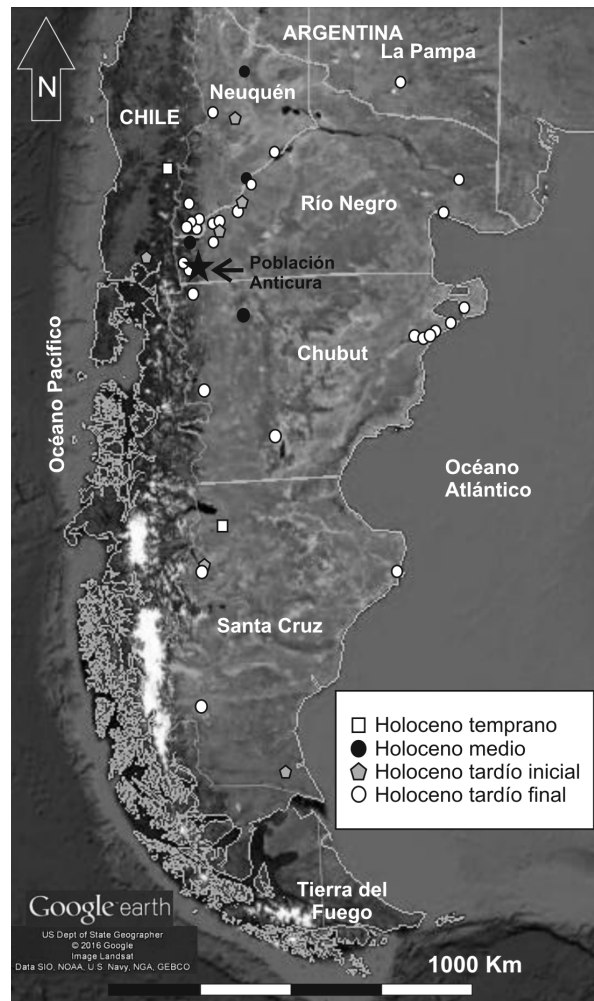 N
ARGENTINA
La Pampa
Neuquén
CHILE
Río Negro
Población
Anticura
Chubut
Océano Pacífico
Océano
Atlántico
Santa Cruz
Holoceno temprano
Holoceno medio
Holoceno tardío inicial
Holoceno tardío final
Tierra del
Fuego
Google earth
US Dept of State Geographer
© 2016 Google
Image Landsat
Data SIO, NOAA, U.S. Navy, NGA, GEBCO
1000 Km